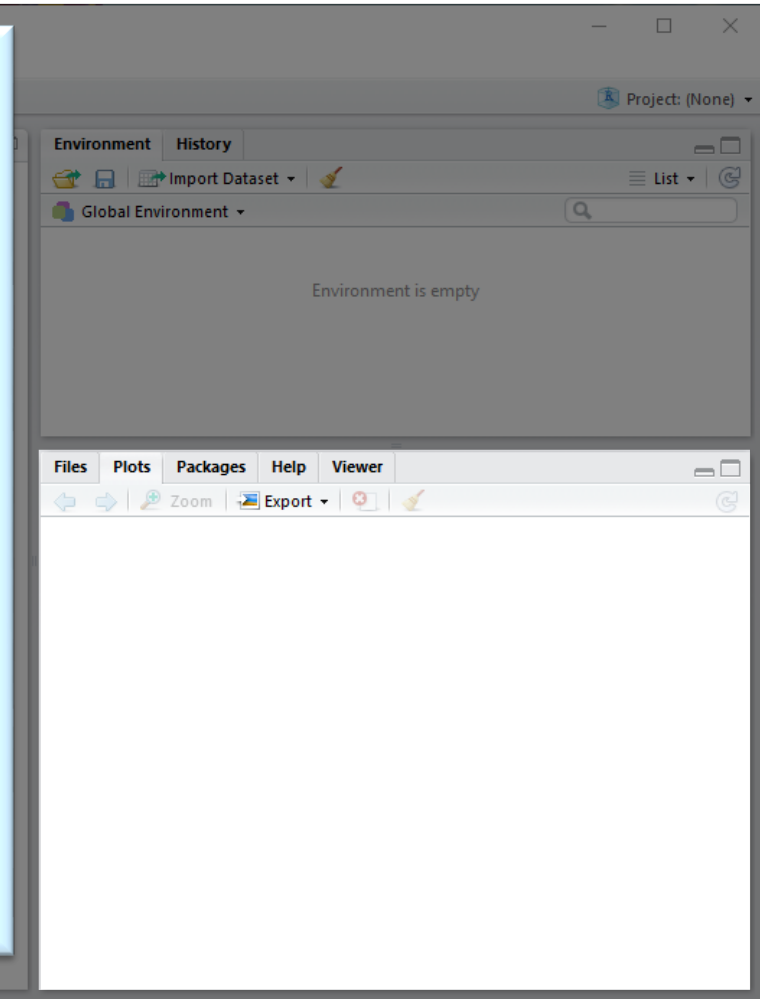 Project: (None)
Environment History
Import Dataset List
Global Environment
Environment is empty
Files Plots Packages Help Viewer
Zoom Export